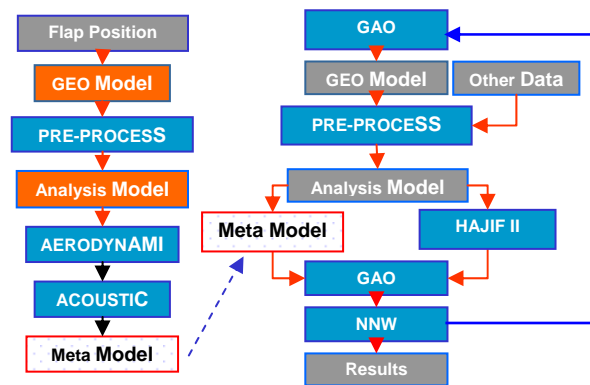 Flap Position
GEO Model
PRE-PROCESS
Analysis Model
AERODYNAMI
ACOUSTIC
Meta Model
GAO
GEO Model
Other Data
PRE-PROCESS
Analysis Model
Meta Model
HAJIF II
GAO
NNW
Results